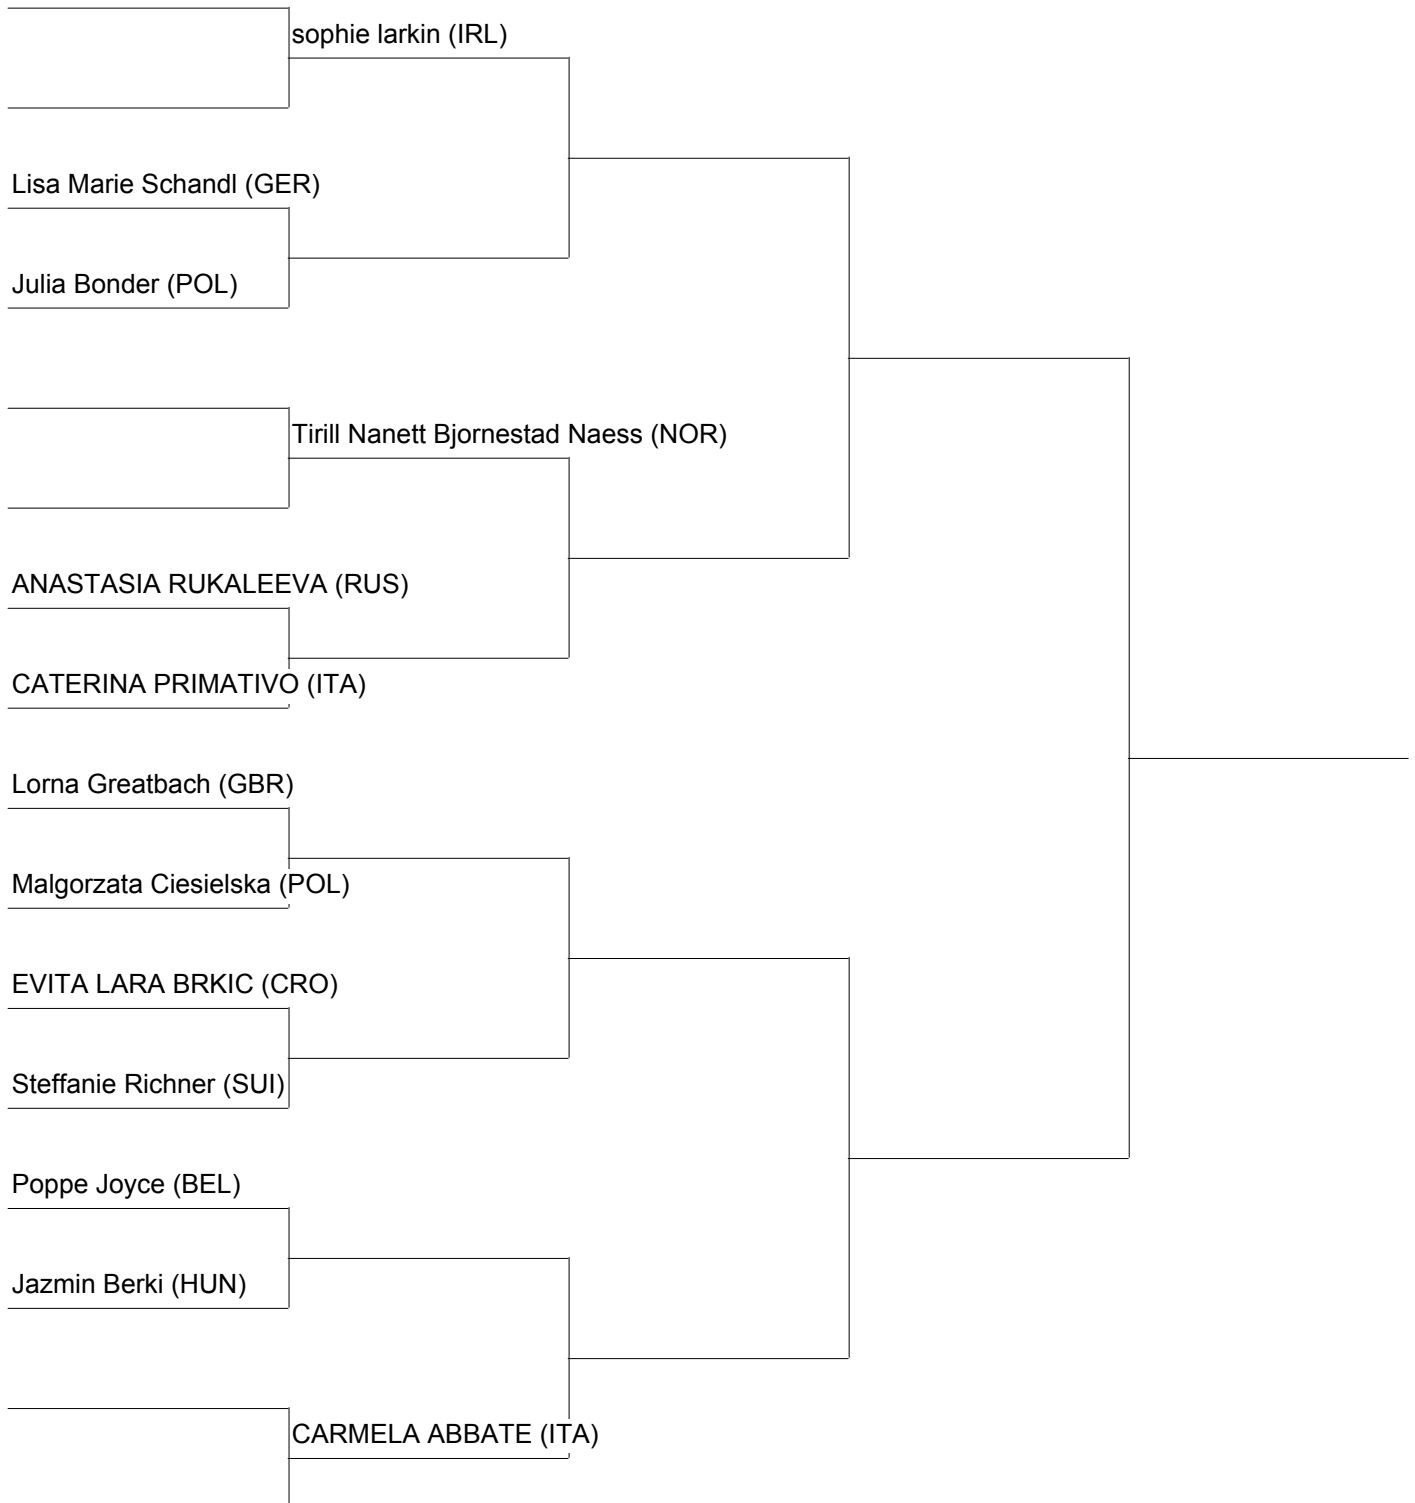 sophie larkin (IRL)
Lisa Marie Schandl (GER)
Julia Bonder (POL)
Tirill Nanett Bjornestad Naess (NOR)
ANASTASIA RUKALEEVA (RUS)
CATERINA PRIMATIVO (ITA)
Lorna Greatbach (GBR)
Malgorzata Ciesielska (POL)
EVITA LARA BRKIC (CRO)
Steffanie Richner (SUI)
Poppe Joyce (BEL)
Jazmin Berki (HUN)
CARMELA ABBATE (ITA)